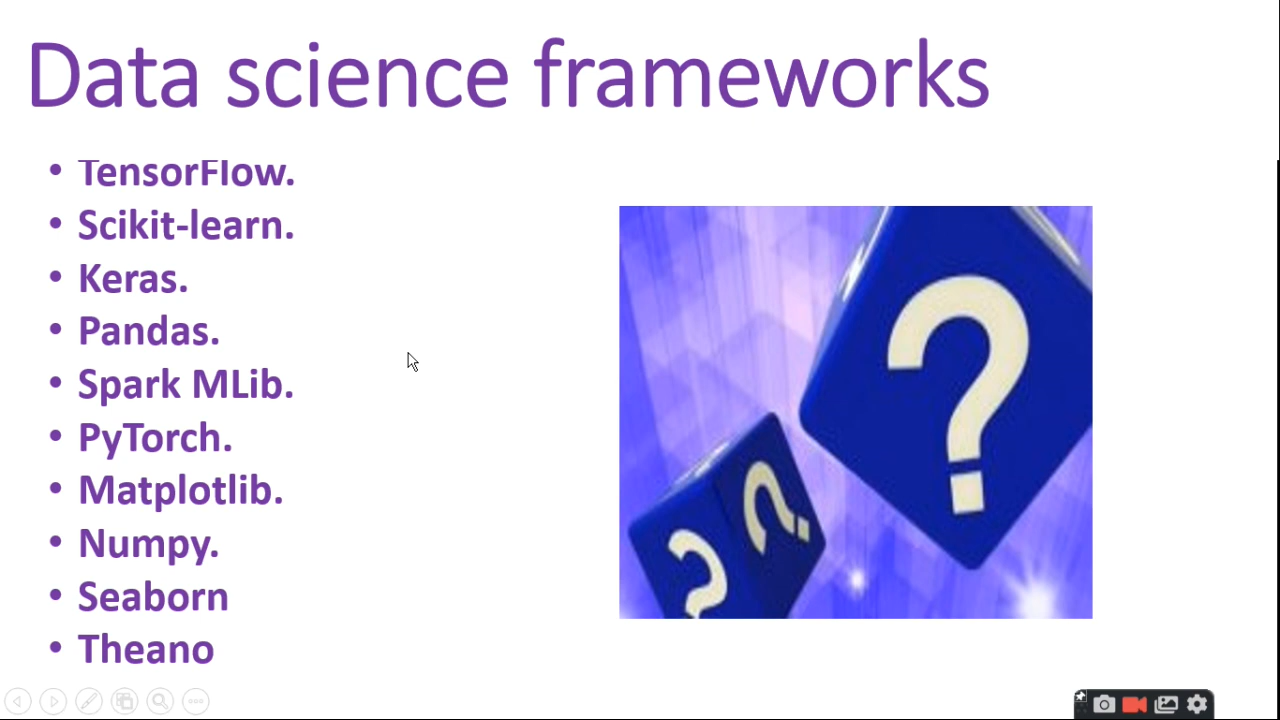 Data science frameworks
• TensorFlow.
• Scikit-learn.
• Keras.
• Pandas.
• Spark MLib.
• PyTorch.
• Matplotlib.
• Numpy.
• Seaborn
• Theano
?
? ?